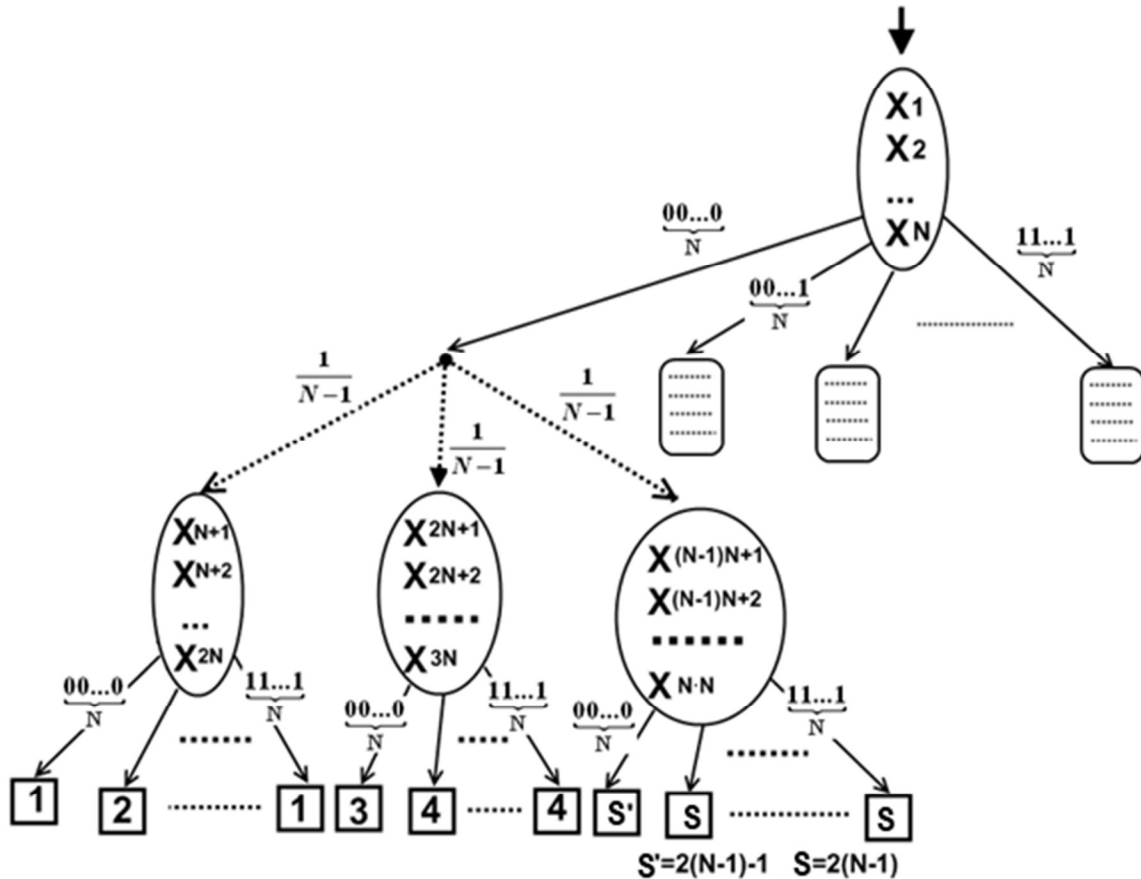 X1
X2
...
XN
00...0
N
00...1
N
11...1
N
1
N-1
1
N-1
1
N-1
XN+1
XN+2
...
X2N
X2N+1
X2N+2
X3N
X(N-1)N+1
X(N-1)N+2
XN·N
00...0
N
11...1
N
00...0
N
11...1
N
00...0
N
11...1
N
1 2 1 3 4 4 S' S S
S'=2(N-1)-1 S=2(N-1)